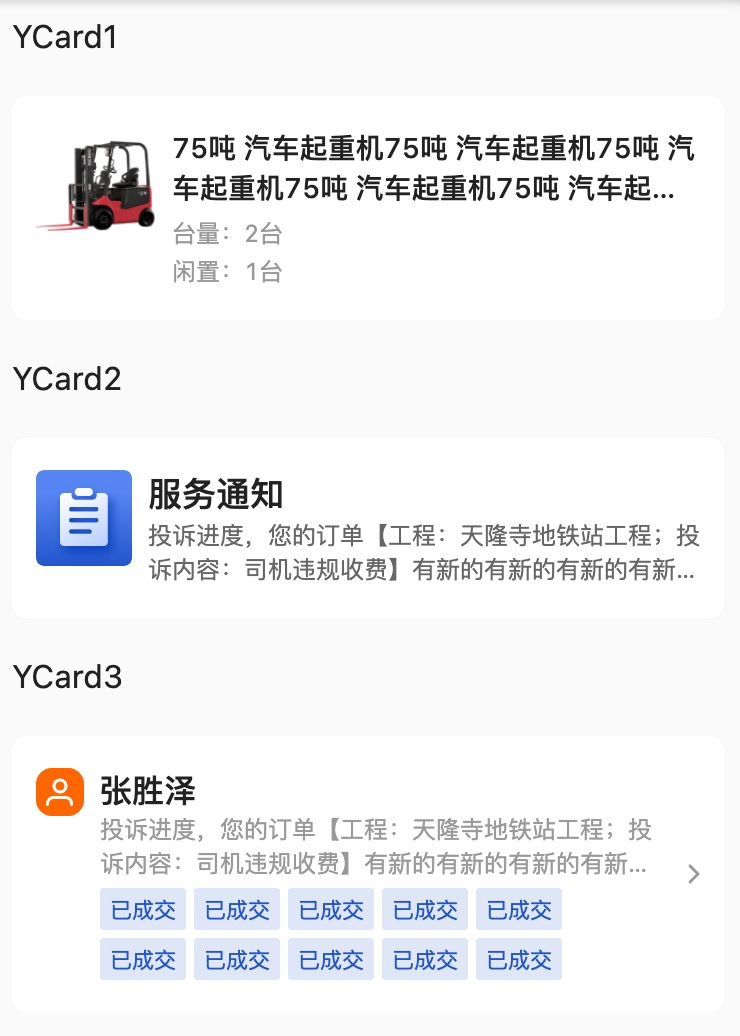 YCard1
75吨 汽车起重机75吨 汽车起重机75吨 汽
车起重机75吨 汽车起重机75吨 汽车起...
台量：2台
闲置：1台
YCard2
服务通知
投诉进度，您的订单【工程：天隆寺地铁站工程；投
诉内容：司机违规收费】有新的有新的有新的有新...
YCard3
张胜泽
投诉进度，您的订单【工程：天隆寺地铁站工程；投
诉内容：司机违规收费】有新的有新的有新的有新...
已成交 已成交 已成交 已成交 已成交
已成交 已成交 已成交 已成交 已成交